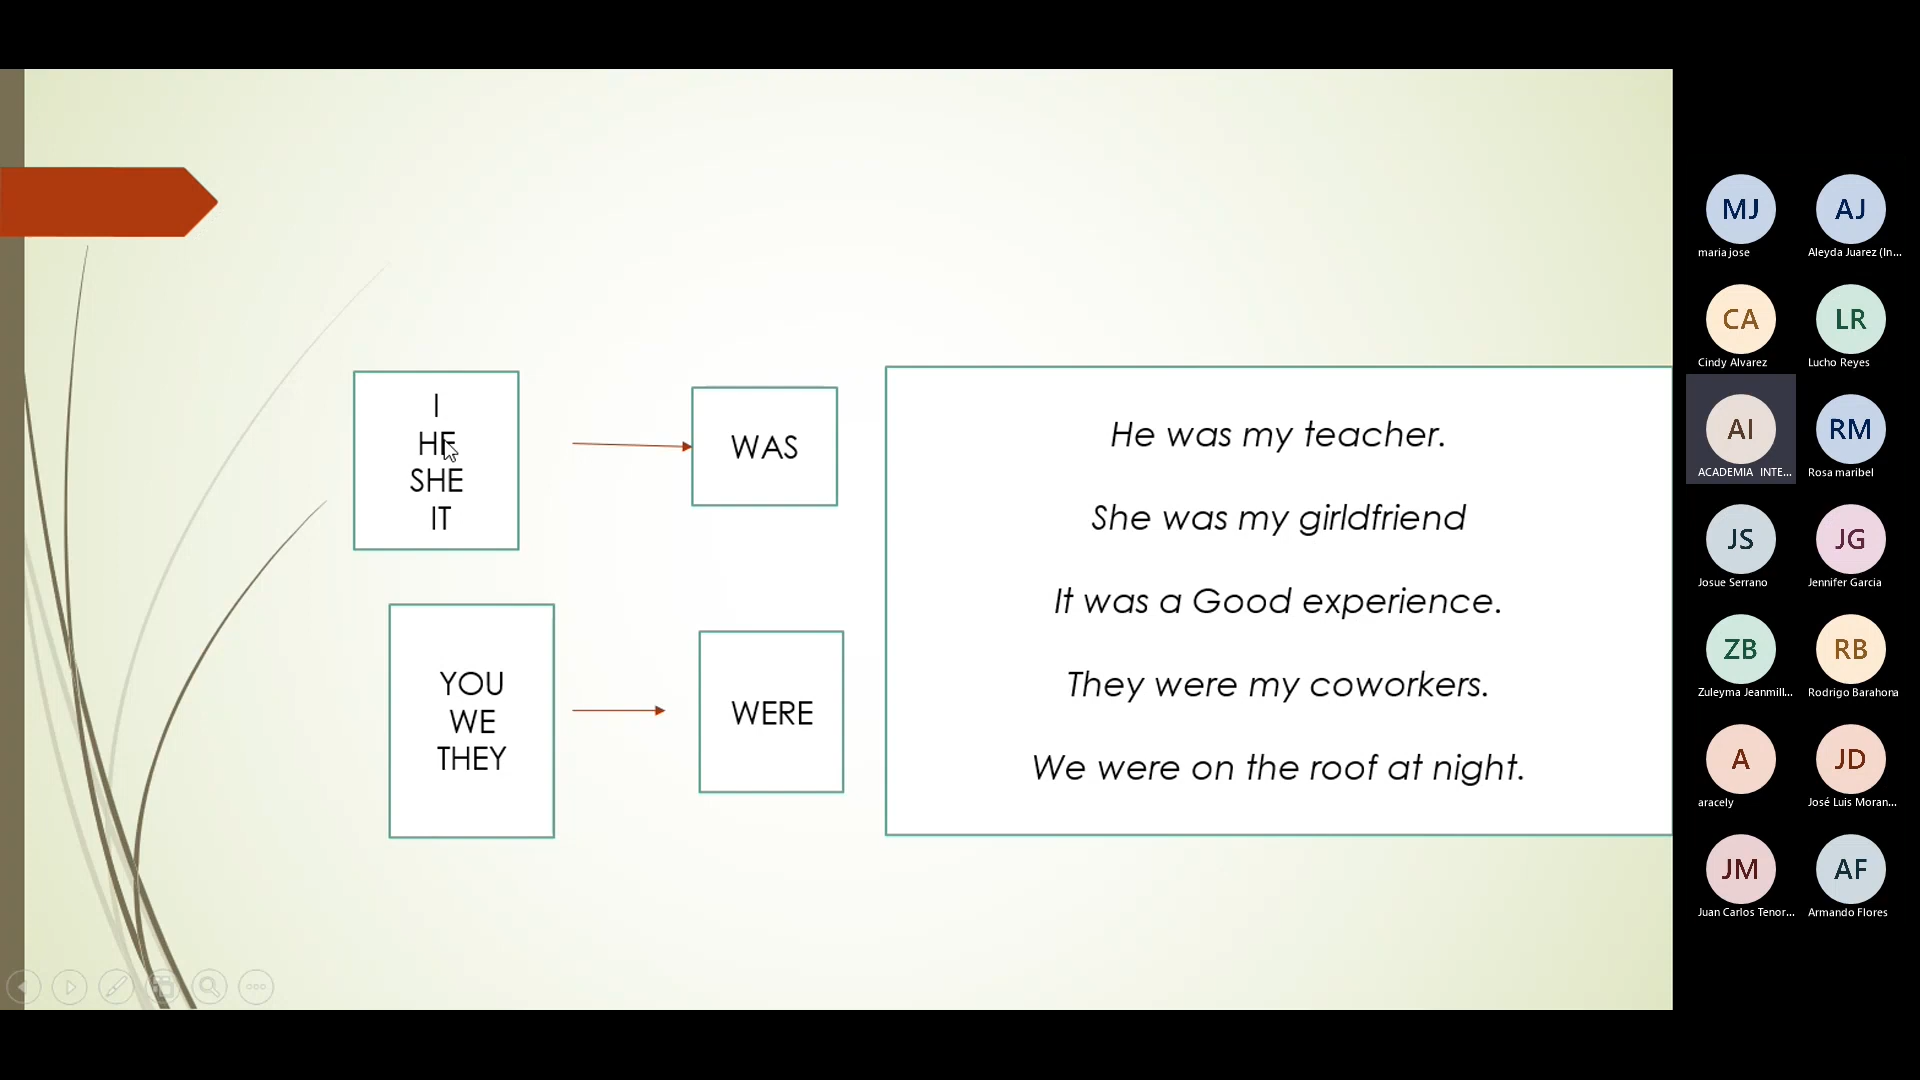 I
HE
SHE
IT
WAS
YOU
WE
THEY
WERE
He was my teacher.
She was my girldfriend
It was a Good experience.
They were my coworkers.
We were on the roof at night.
MJ
maria jose
AJ
Aleyda Juarez (In...
CA
Cindy Alvarez
LR
Lucho Reyes
AI
ACADEMIA INTE...
RM
Rosa maribel
JS
Josue Serrano
JG
Jennifer Garcia
ZB
Zuleyma Jeanmill...
RB
Rodrigo Barahona
A
aracely
JD
José Luis Moran...
JM
Juan Carlos Tenor...
AF
Armando Flores